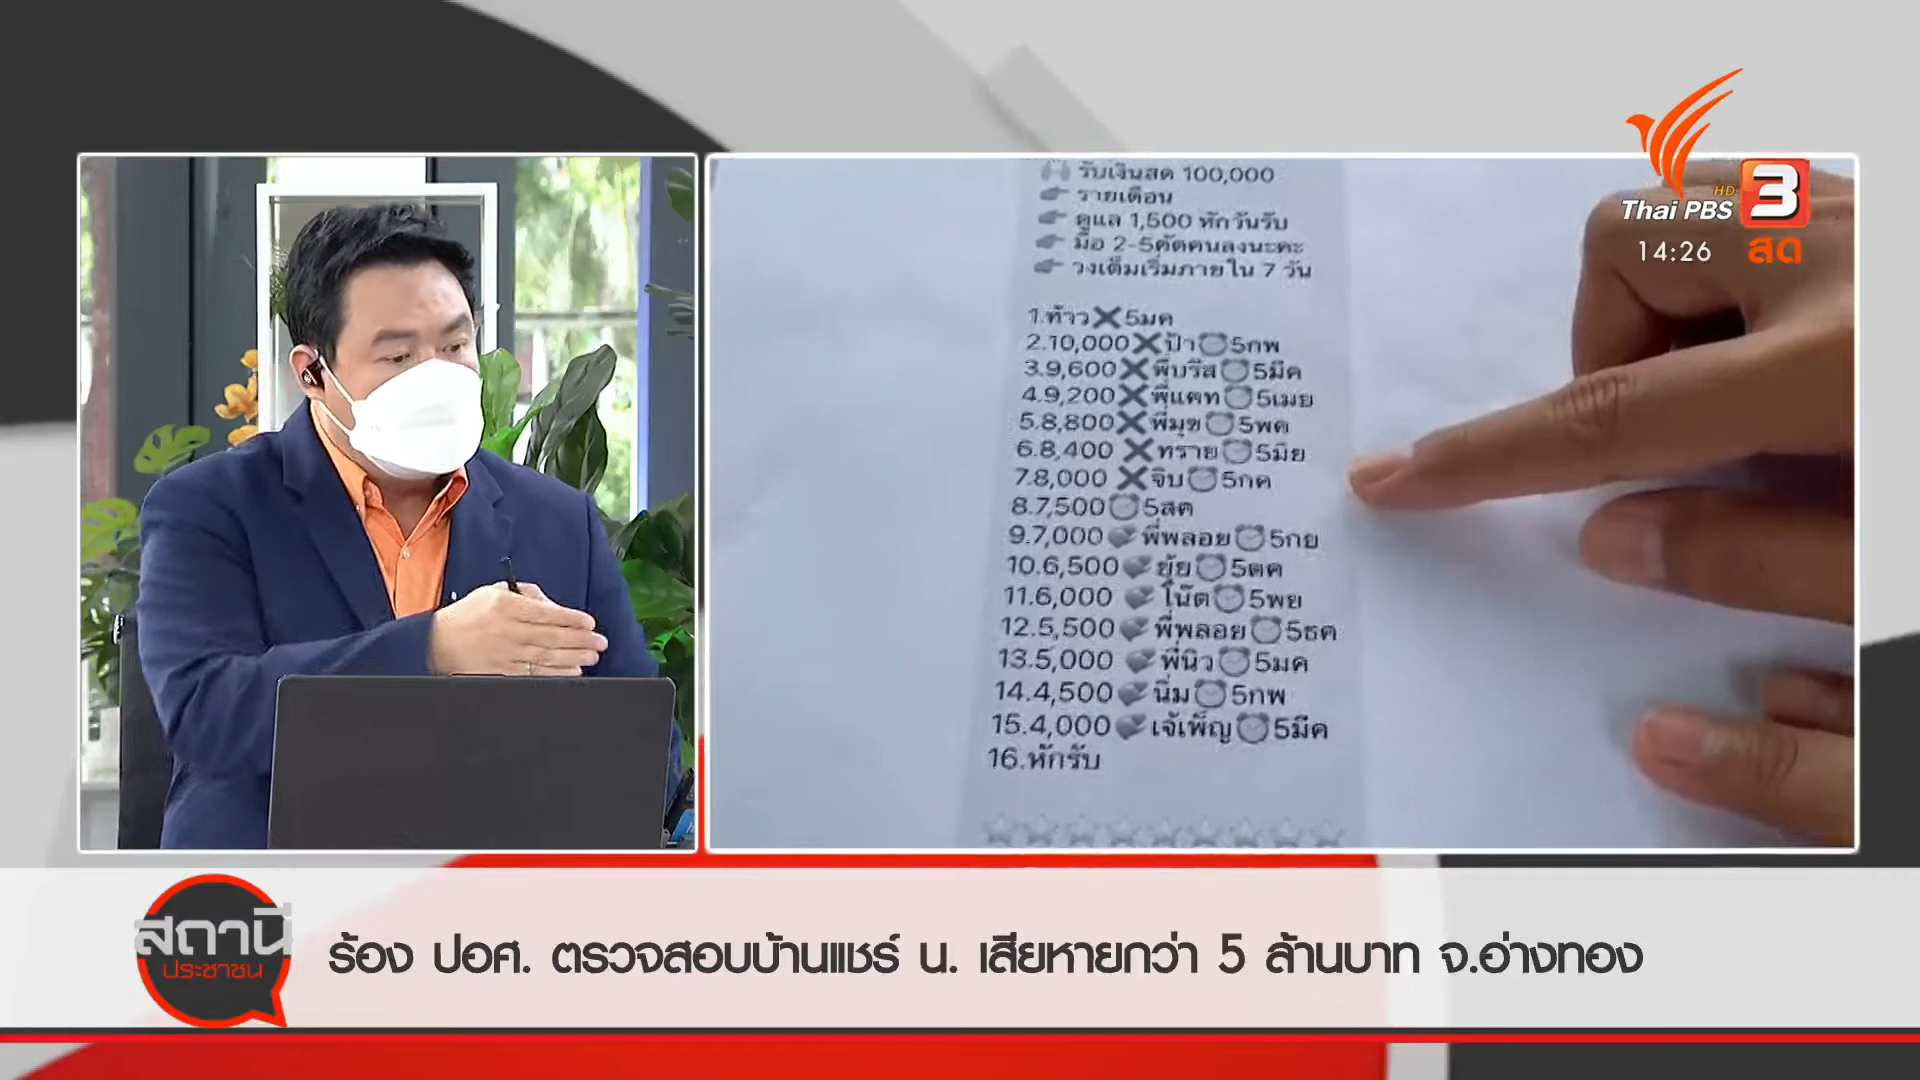 HD
Thai PBS 3
14:26 สด
รับเงินสด 100,000
รายเดือน
ดูแล 1,500 หักวันรับ
มือ 2-5คัดคนลงนะคะ
วงเต็มเริ่มภายใน 7 วัน
1.ท้าว❌5มค
2.10,000❌ป้า⏰5กพ
3.9,600❌พี่บรีส⏰5มีค
4.9,200❌พี่แคท⏰5เมย
5.8,800❌พี่มุข⏰5พค
6.8,400 ❌ทราย⏰5มิย
7.8,000 ❌จิบ⏰5กค
8.7,500⏰5สค
9.7,000💕พี่พลอย⏰5กย
10.6,500💕ยุ้ย⏰5ตค
11.6,000 💕โน๊ต⏰5พย
12.5,500💕พี่พลอย⏰5ธค
13.5,000 💕พี่นิว⏰5มค
14.4,500💕นิ่ม⏰5กพ
15.4,000💕เจ้เพ็ญ⏰5มีค
16.หักรับ
สถานี
ประชาชน
ร้อง ปอศ. ตรวจสอบบ้านแชร์ น. เสียหายกว่า 5 ล้านบาท จ.อ่างทอง